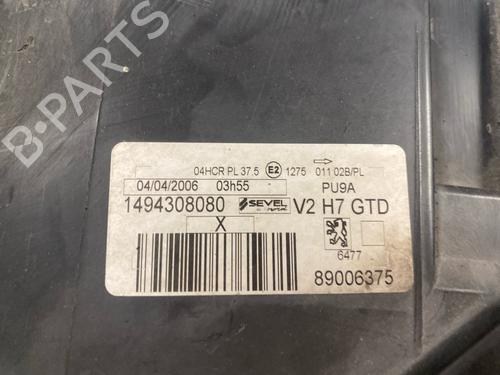 B-PARTS
04HCR PL 37.5 E2 1275 011 02B/PL
04/04/2006 03h55 PU9A
1494308080 SEVEL V2 H7 GTD
X
6477
89006375